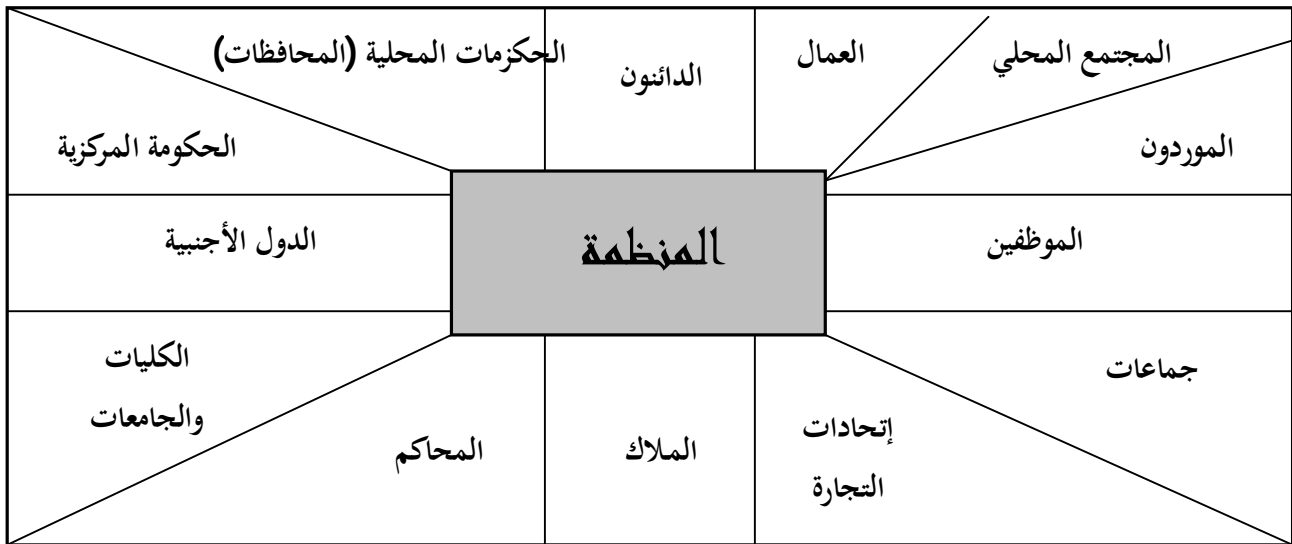 المجتمع المحلي
العمال
الدائنون
الحكزمات المحلية (المحافظات)
الموردون
الحكومة المركزية
الموظفين
المنظمة
الدول الأجنبية
جماعات
إتحادات
التجارة
الملاك
المحاكم
الكليات
والجامعات